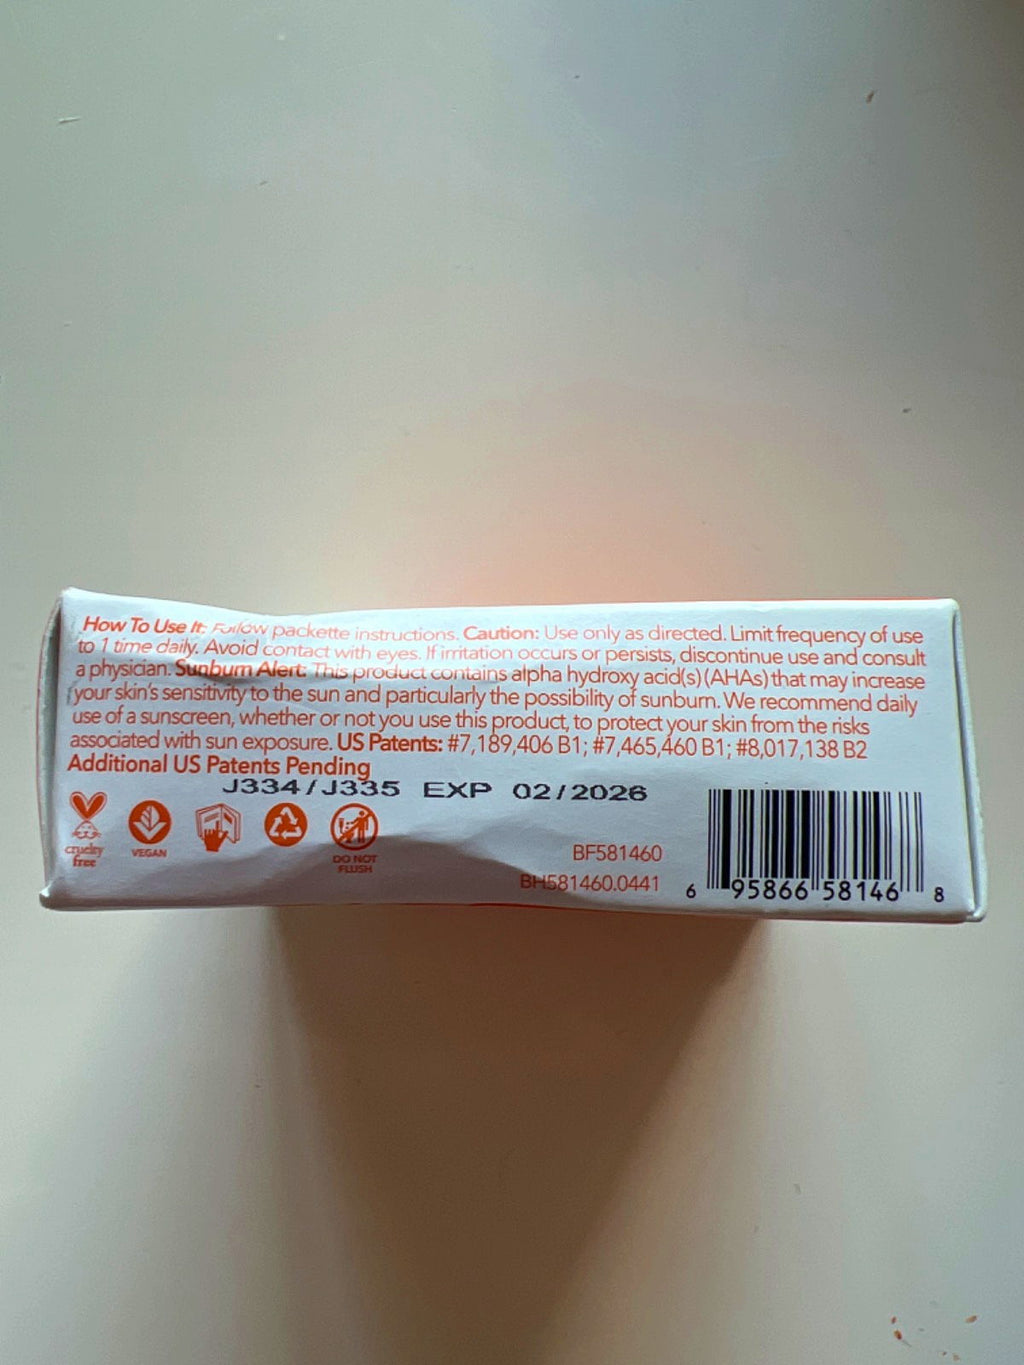 How To Use It: Follow packette instructions. Caution: Use only as directed. Limit frequency of use
to 1 time daily. Avoid contact with eyes. If irritation occurs or persists, discontinue use and consult
a physician. Sunburn Alert: This product contains alpha hydroxy acid(s) (AHAs) that may increase
your skin's sensitivity to the sun and particularly the possibility of sunburn. We recommend daily
use of a sunscreen, whether or not you use this product, to protect your skin from the risks
associated with sun exposure. US Patents: #7,189,406 B1; #7,465,460 B1; #8,017,138 B2
Additional US Patents Pending
J334/J335 EXP 02/2026
cruelty
free
VEGAN
DO NOT
FLUSH
BF581460
BH581460.0441
6 95866 58146 8